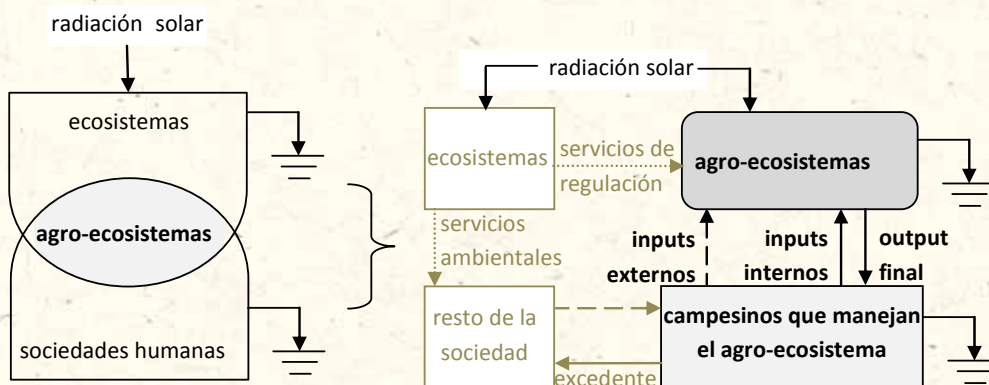 radiación solar
ecosistemas
agro-ecosistemas
sociedades humanas
radiación solar
ecosistemas
servicios de
regulación
agro-ecosistemas
servicios
ambientales
inputs
externos
inputs
internos
output
final
resto de la
sociedad
excedente
campesinos que manejan
el agro-ecosistema